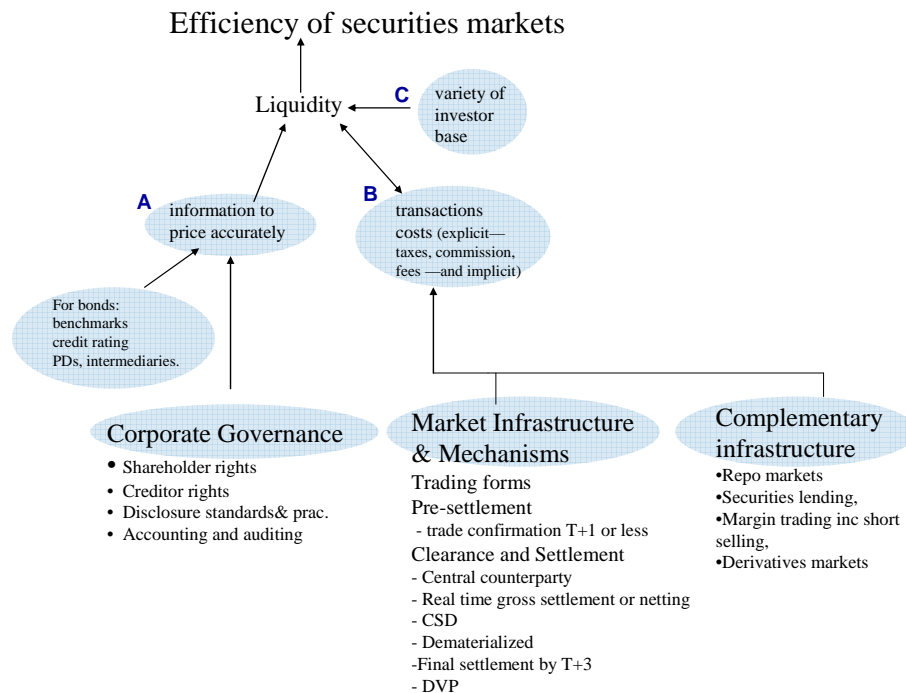 Efficiency of securities markets
Liquidity
C
variety of
investor
base
A
information to
price accurately
B
transactions
costs (explicit—
taxes, commission,
fees —and implicit)
For bonds:
benchmarks
credit rating
PDs, intermediaries.
Corporate Governance
• Shareholder rights
• Creditor rights
• Disclosure standards& prac.
• Accounting and auditing
Market Infrastructure
& Mechanisms
Trading forms
Pre-settlement
- trade confirmation T+1 or less
Clearance and Settlement
- Central counterparty
- Real time gross settlement or netting
- CSD
- Dematerialized
-Final settlement by T+3
- DVP
Complementary
infrastructure
•Repo markets
•Securities lending,
•Margin trading inc short
selling,
•Derivatives markets